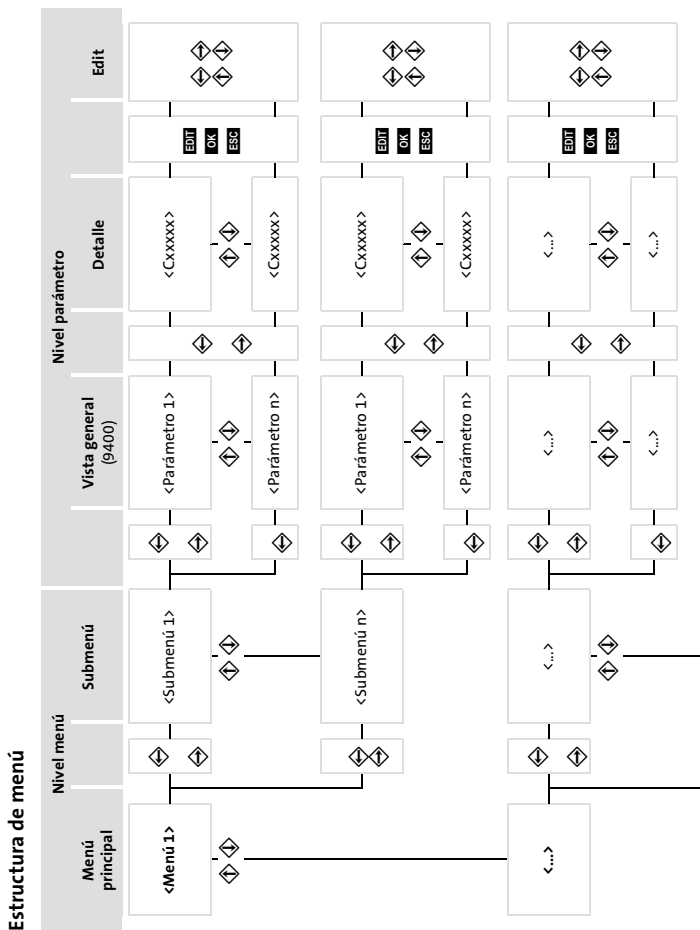 Estructura de menú
Nivel menú
Nivel parámetro
Menú
principal
Submenú
Vista general
(9400)
Detalle
Edit
<Menú 1>
<Submenú 1>
<Parámetro 1>
<Cxxxxx>
EDIT
OK
ESC
<Parámetro n>
<Cxxxxx>
<Submenú n>
<Parámetro 1>
<Cxxxxx>
EDIT
OK
ESC
<Parámetro n>
<Cxxxxx>
<...>
<...>
<...>
<...>
EDIT
OK
ESC
<...>
<...>